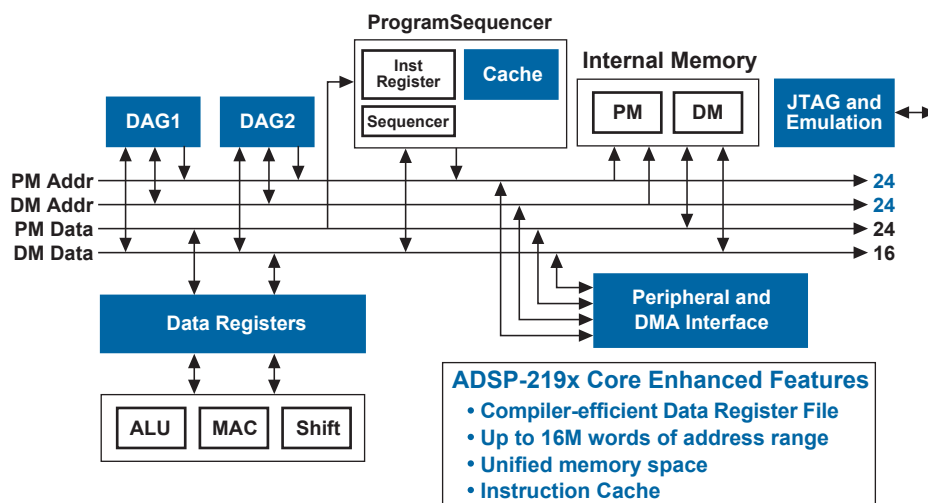 ProgramSequencer
Inst
Register
Cache
Sequencer
Internal Memory
PM
DM
JTAG and
Emulation
DAG1
DAG2
PM Addr
24
DM Addr
24
PM Data
24
DM Data
16
Data Registers
Peripheral and
DMA Interface
ALU
MAC
Shift
ADSP-219x Core Enhanced Features
• Compiler-efficient Data Register File
• Up to 16M words of address range
• Unified memory space
• Instruction Cache